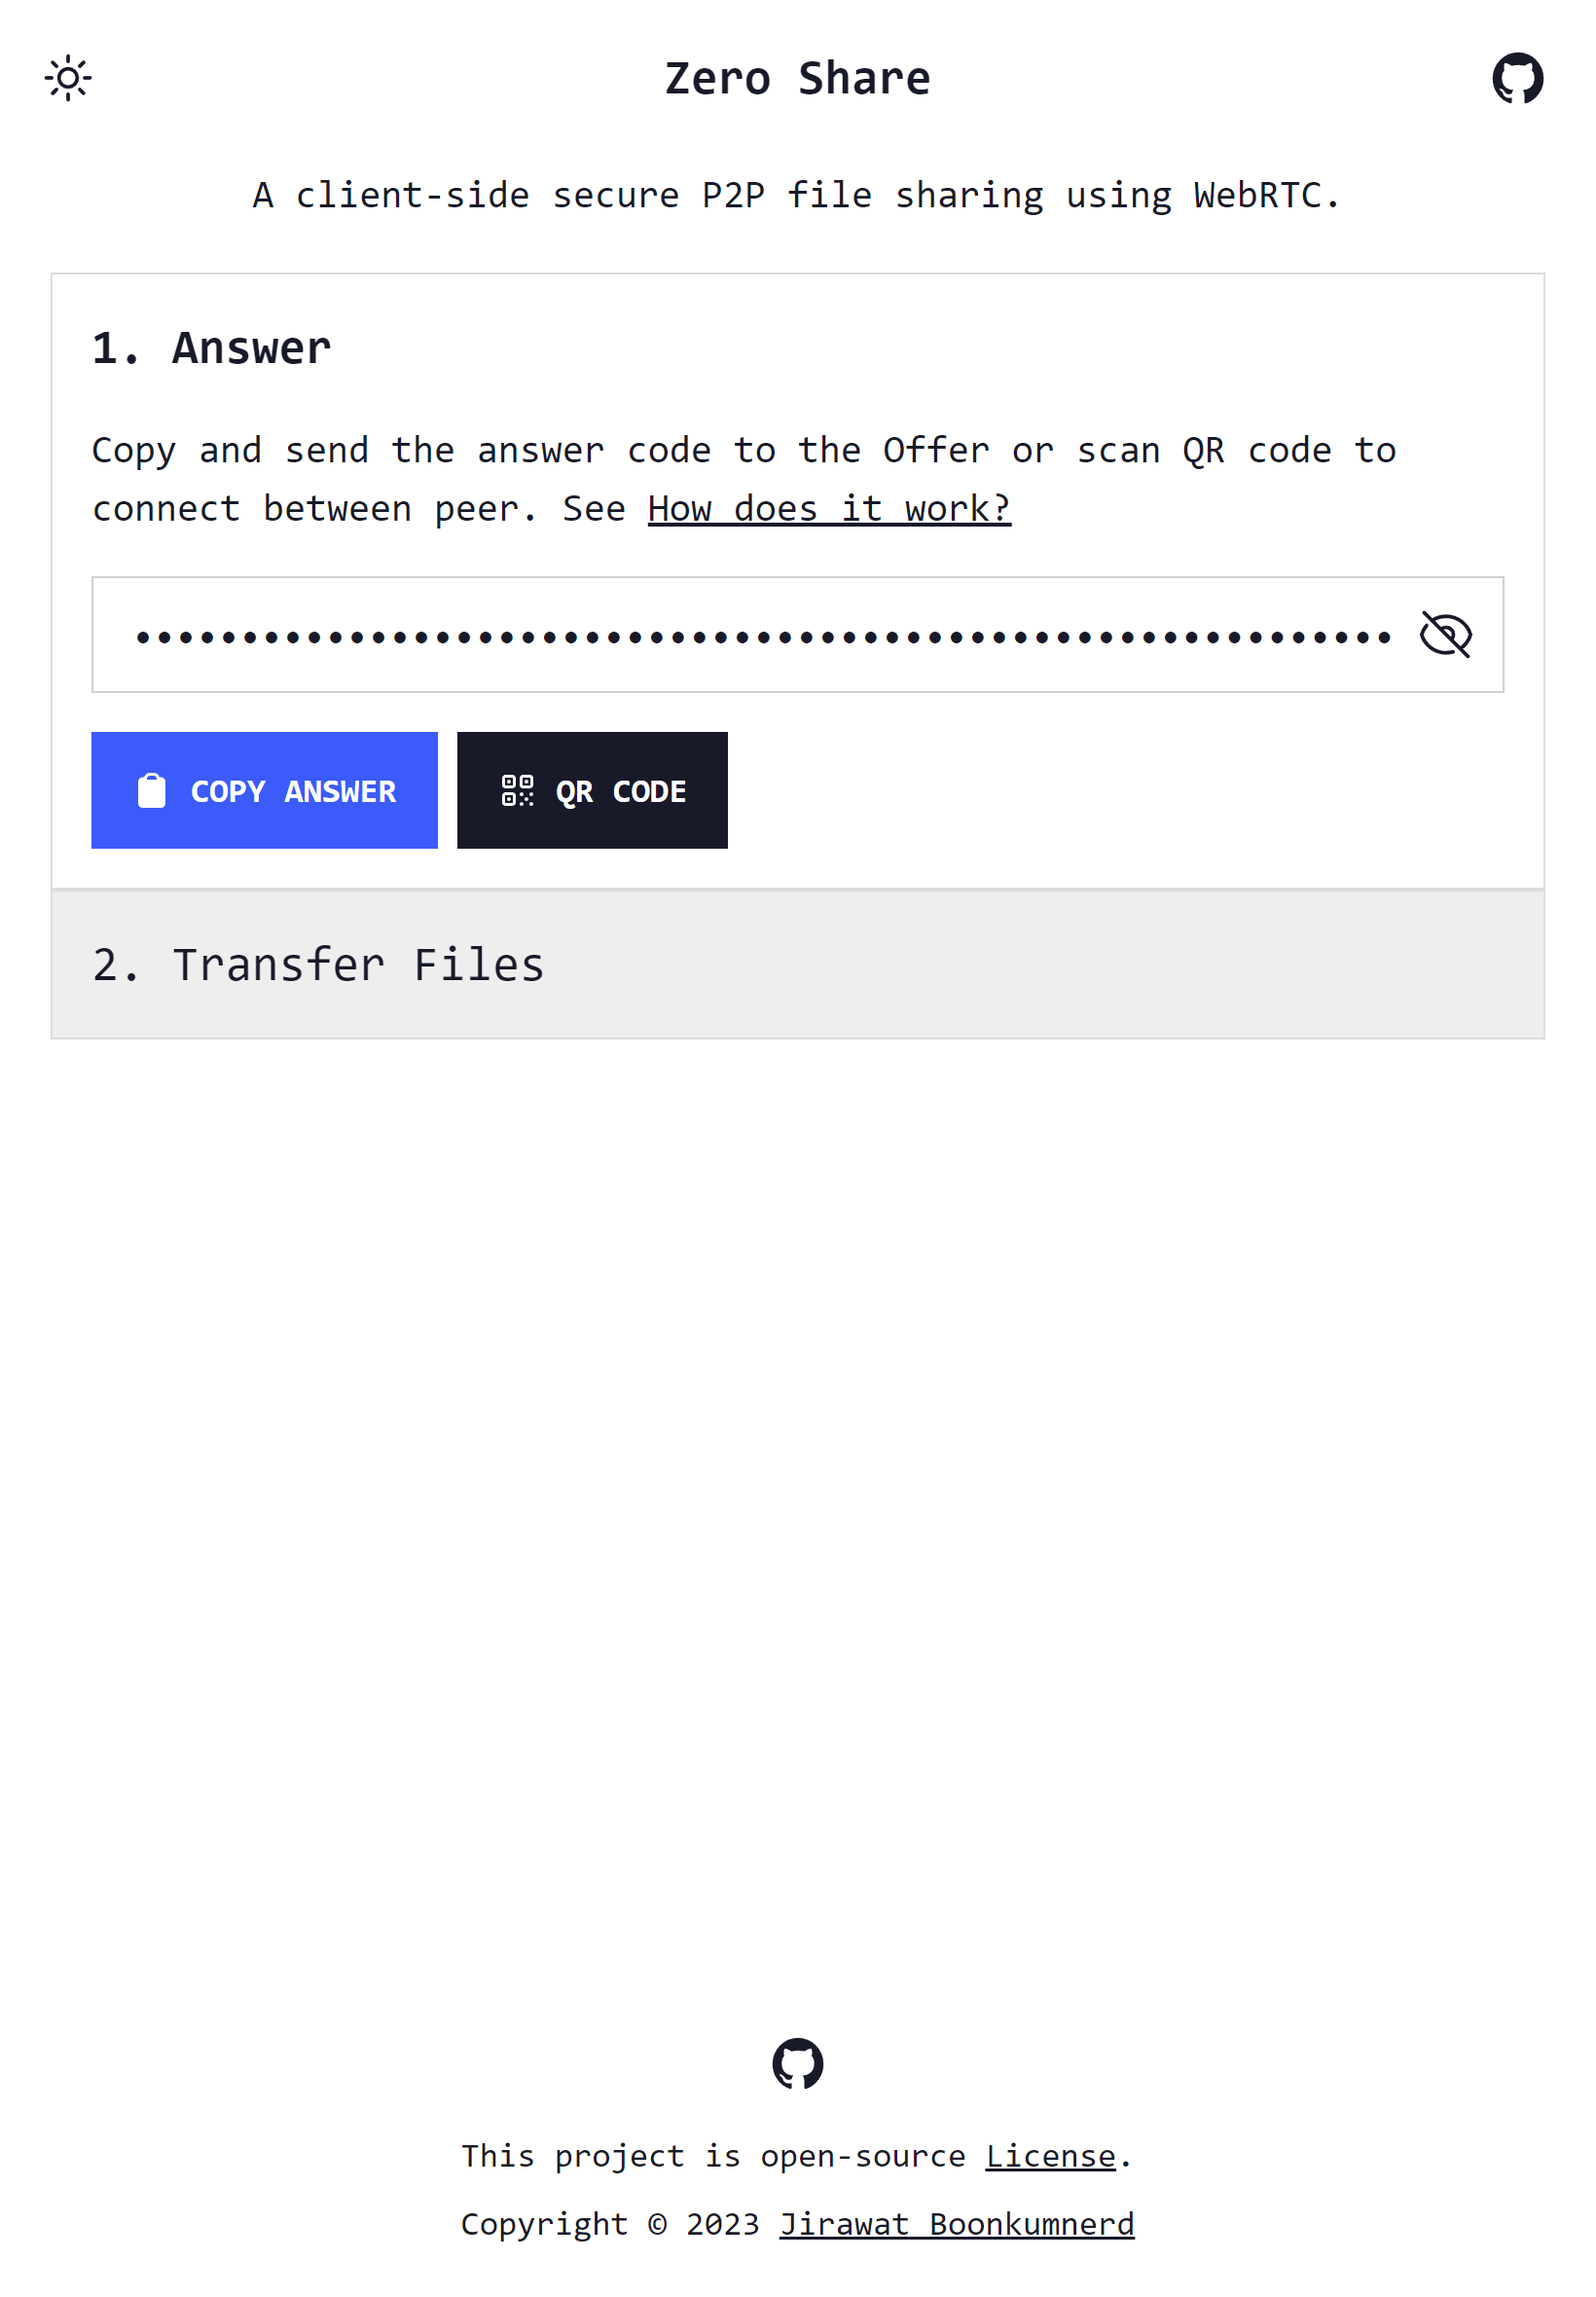 Zero Share
A client-side secure P2P file sharing using WebRTC.
1. Answer
Copy and send the answer code to the Offer or scan QR code to
connect between peer. See How does it work?
•••••••••••••••••••••••••••••••••••••••••••••••••••••••••••
COPY ANSWER
QR CODE
2. Transfer Files
This project is open-source License.
Copyright © 2023 Jirawat Boonkumnerd